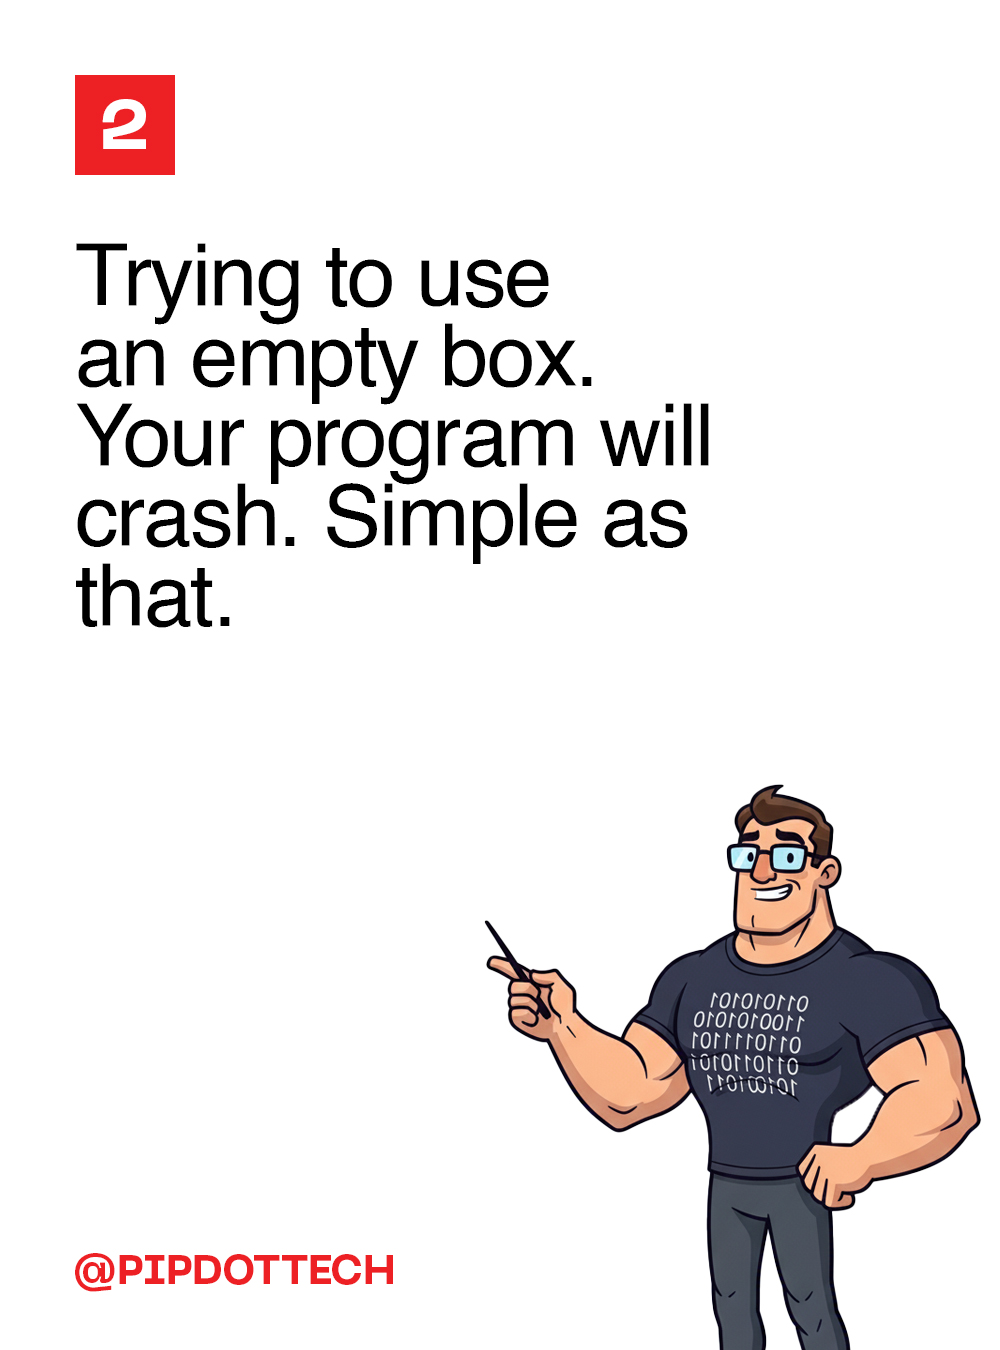 2
Trying to use
an empty box.
Your program will
crash. Simple as
that.
@PIPDOTTECH